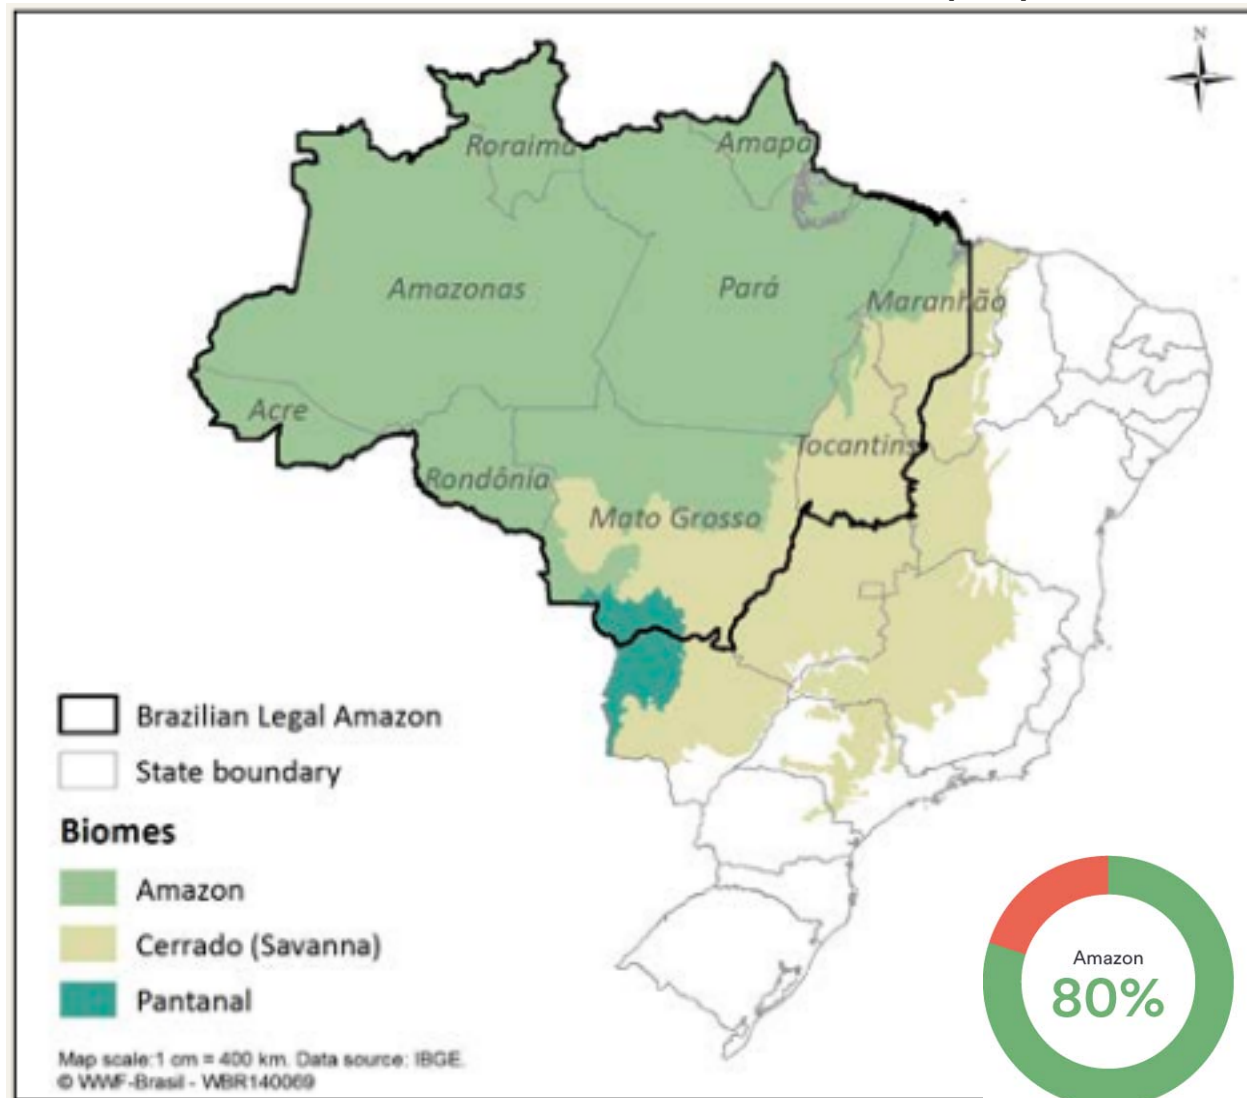 N
Roraima
Amapá
Amazonas
Pará
Maranhão
Acre
Tocantins
Rondônia
Mato Grosso
Brazilian Legal Amazon
State boundary
Biomes
Amazon
Cerrado (Savanna)
Pantanal
Map scale:1 cm = 400 km. Data source: IBGE.
© WWF-Brasil - WBR140069
Amazon
80%